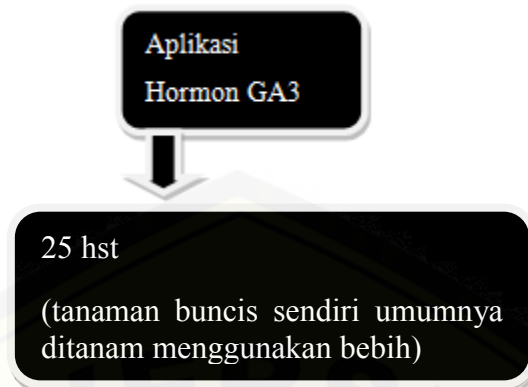 Aplikasi
Hormon GA3
25 hst
(tanaman buncis sendiri umumnya
ditanam menggunakan bebih)